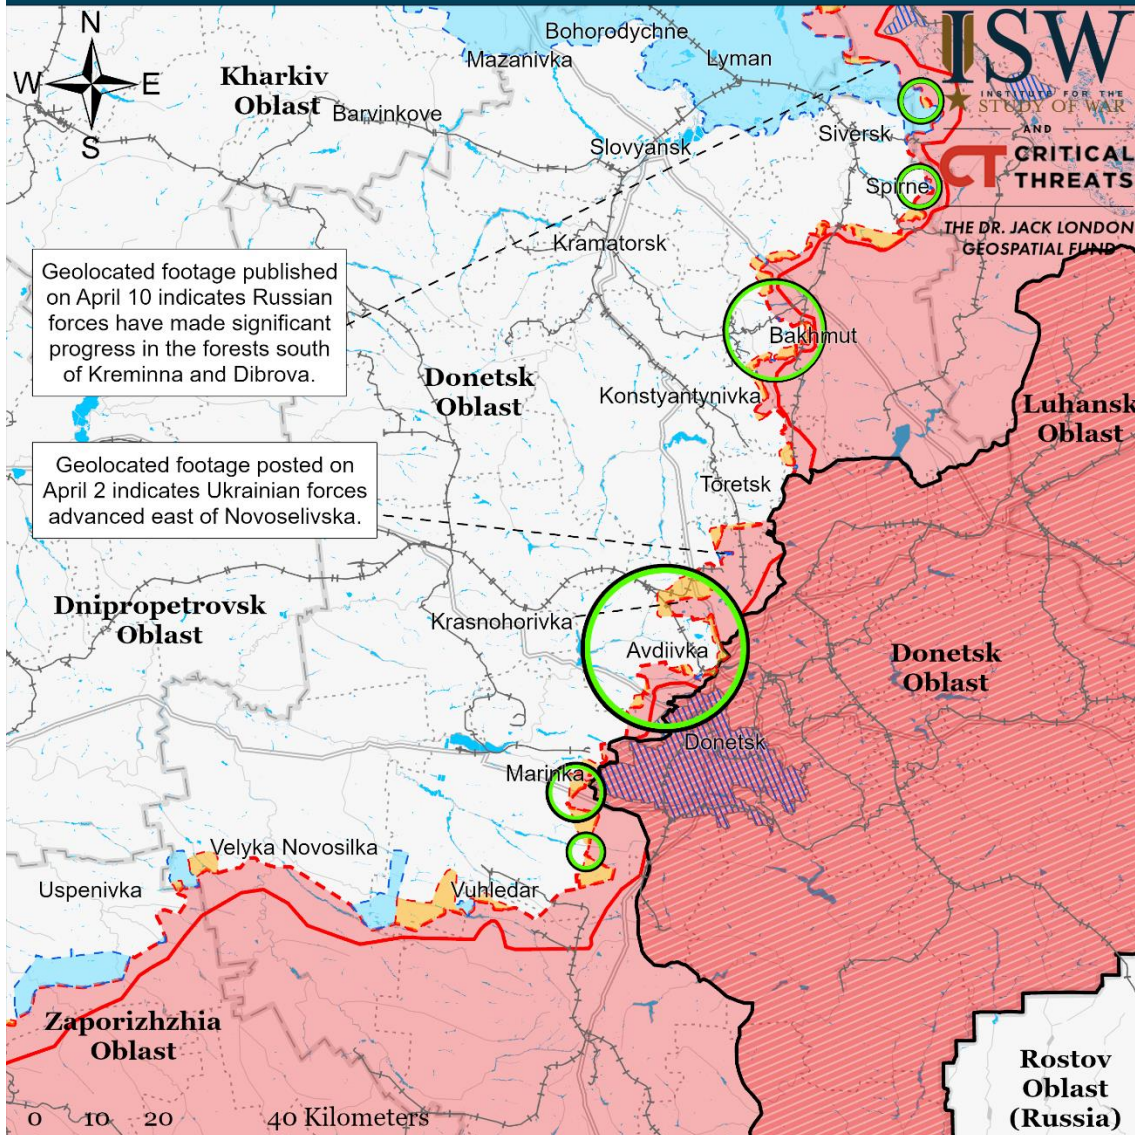 N
W E
S
ISW
INSTITUTE FOR THE
STUDY OF WAR
AND
CT CRITICAL
THREATS
THE DR. JACK LONDON
GEOSPATIAL FUND
Bohorodychne
Mazanivka
Lyman
Kharkiv
Oblast
Barvinkove
Slovyansk
Siversk
Spirne
Kramatorsk
Geolocated footage published
on April 10 indicates Russian
forces have made significant
progress in the forests south
of Kreminna and Dibrova.
Bakhmut
Donetsk
Oblast
Konstyantynivka
Luhansk
Oblast
Geolocated footage posted on
April 2 indicates Ukrainian forces
advanced east of Novoselivska.
Toretsk
Dnipropetrovsk
Oblast
Krasnohorivka
Avdiivka
Donetsk
Oblast
Donetsk
Marinka
Velyka Novosilka
Uspenivka
Vuhledar
Zaporizhzhia
Oblast
Rostov
Oblast
(Russia)
0 10 20 40 Kilometers